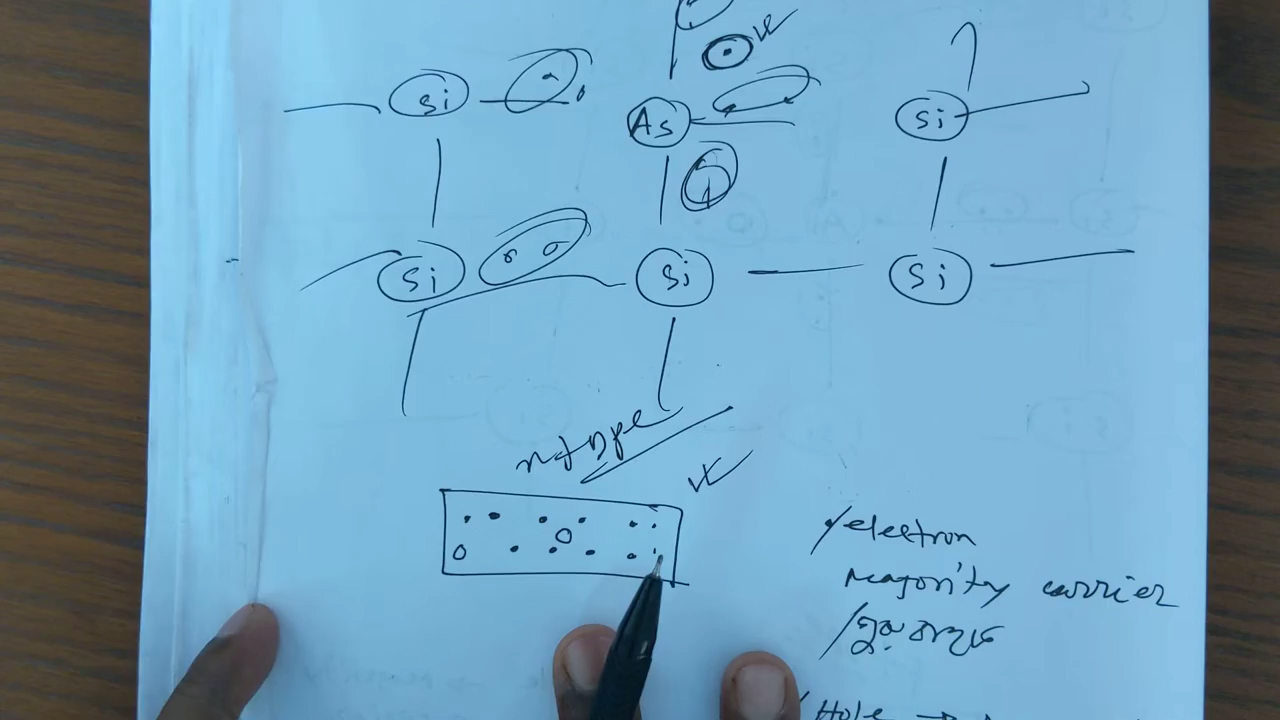 Si As Si
Si Si Si
n-type
electron
majority carrier
Hole →